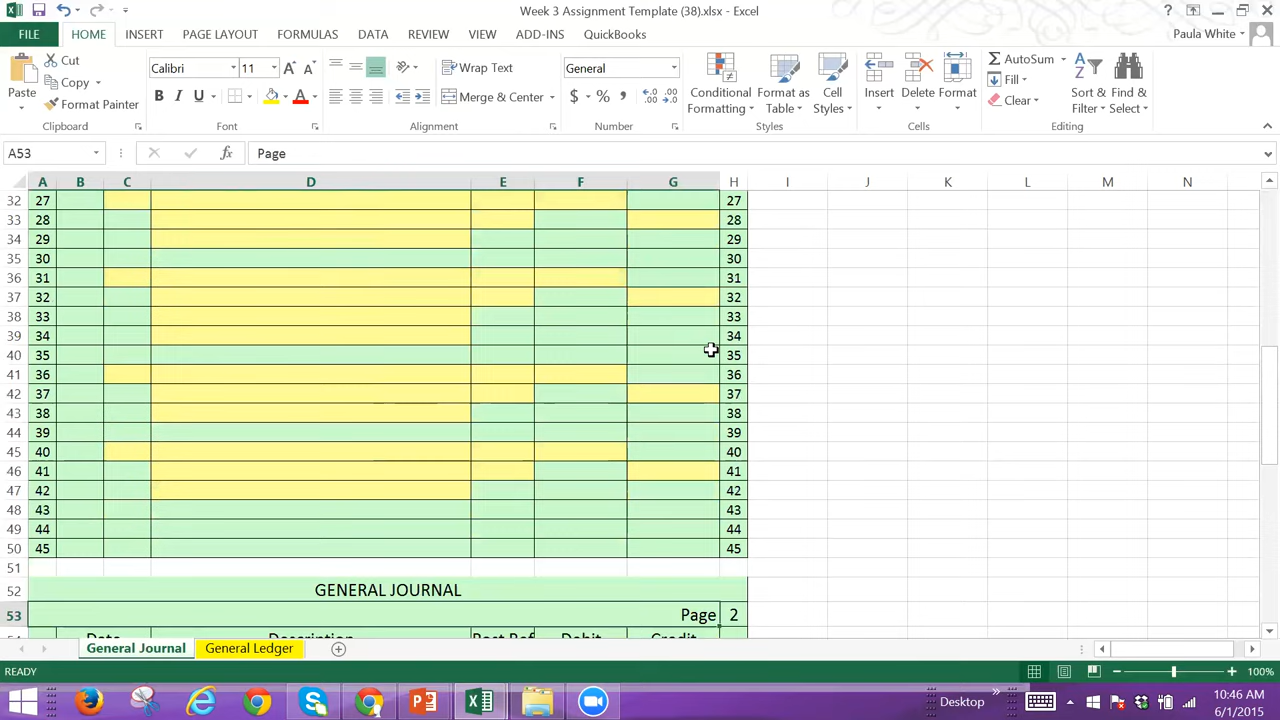 Week 3 Assignment Template (38).xlsx - Excel
FILE HOME INSERT PAGE LAYOUT FORMULAS DATA REVIEW VIEW ADD-INS QuickBooks Paula White
Cut
Copy
Format Painter
Paste
Clipboard
Calibri 11
B I U
Font
Wrap Text
Merge & Center
Alignment
General
$ % ,
Number
Conditional Formatting
Format as Table
Cell Styles
Styles
Insert Delete Format
Cells
AutoSum
Fill
Clear
Sort & Filter
Find & Select
Editing
A53 fx Page
A B C D E F G H I J K L M N
32 27 27
33 28 28
34 29 29
35 30 30
36 31 31
37 32 32
38 33 33
39 34 34
40 35 35
41 36 36
42 37 37
43 38 38
44 39 39
45 40 40
46 41 41
47 42 42
48 43 43
49 44 44
50 45 45
51
52 GENERAL JOURNAL
53 Page 2
54 Date Description Post Ref Debit Credit
General Journal General Ledger
READY 100%
Desktop
10:46 AM
6/1/2015